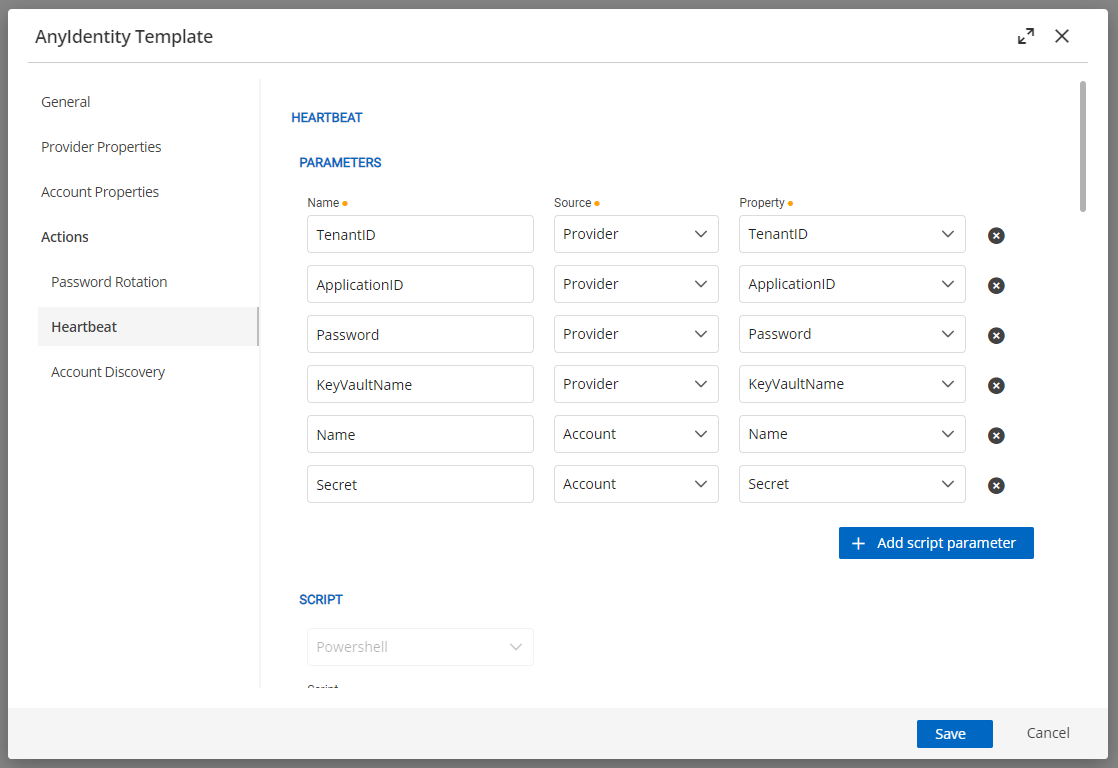 AnyIdentity Template
General
Provider Properties
Account Properties
Actions
Password Rotation
Heartbeat
Account Discovery
HEARTBEAT
PARAMETERS
Name Source Property
TenantID Provider TenantID
ApplicationID Provider ApplicationID
Password Provider Password
KeyVaultName Provider KeyVaultName
Name Account Name
Secret Account Secret
+ Add script parameter
SCRIPT
Powershell
Script
Save Cancel